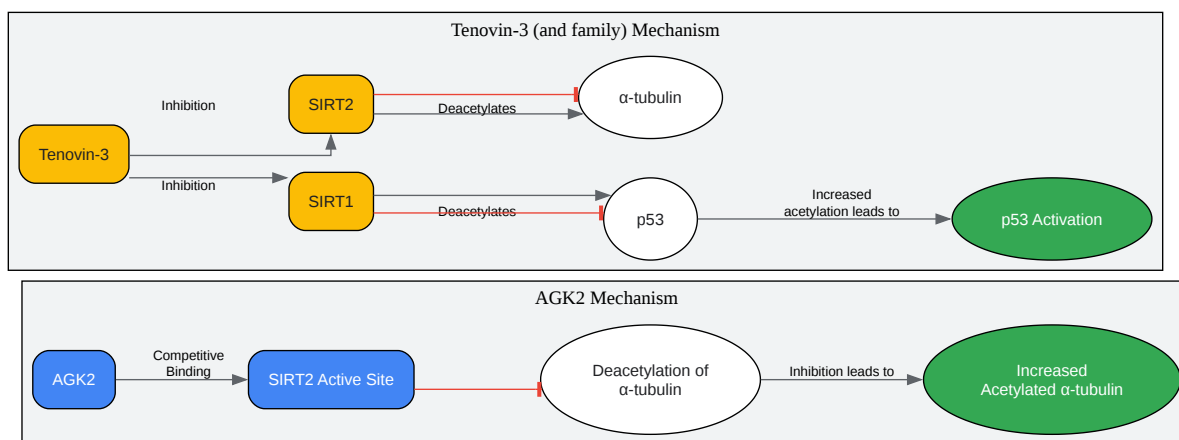 Tenovin-3 (and family) Mechanism
Inhibition
SIRT2
Deacetylates
α-tubulin
Tenovin-3
Inhibition
SIRT1
Deacetylates
p53
Increased
acetylation leads to
p53 Activation
AGK2 Mechanism
AGK2
Competitive
Binding
SIRT2 Active Site
Deacetylation of
α-tubulin
Inhibition leads to
Increased
Acetylated α-tubulin